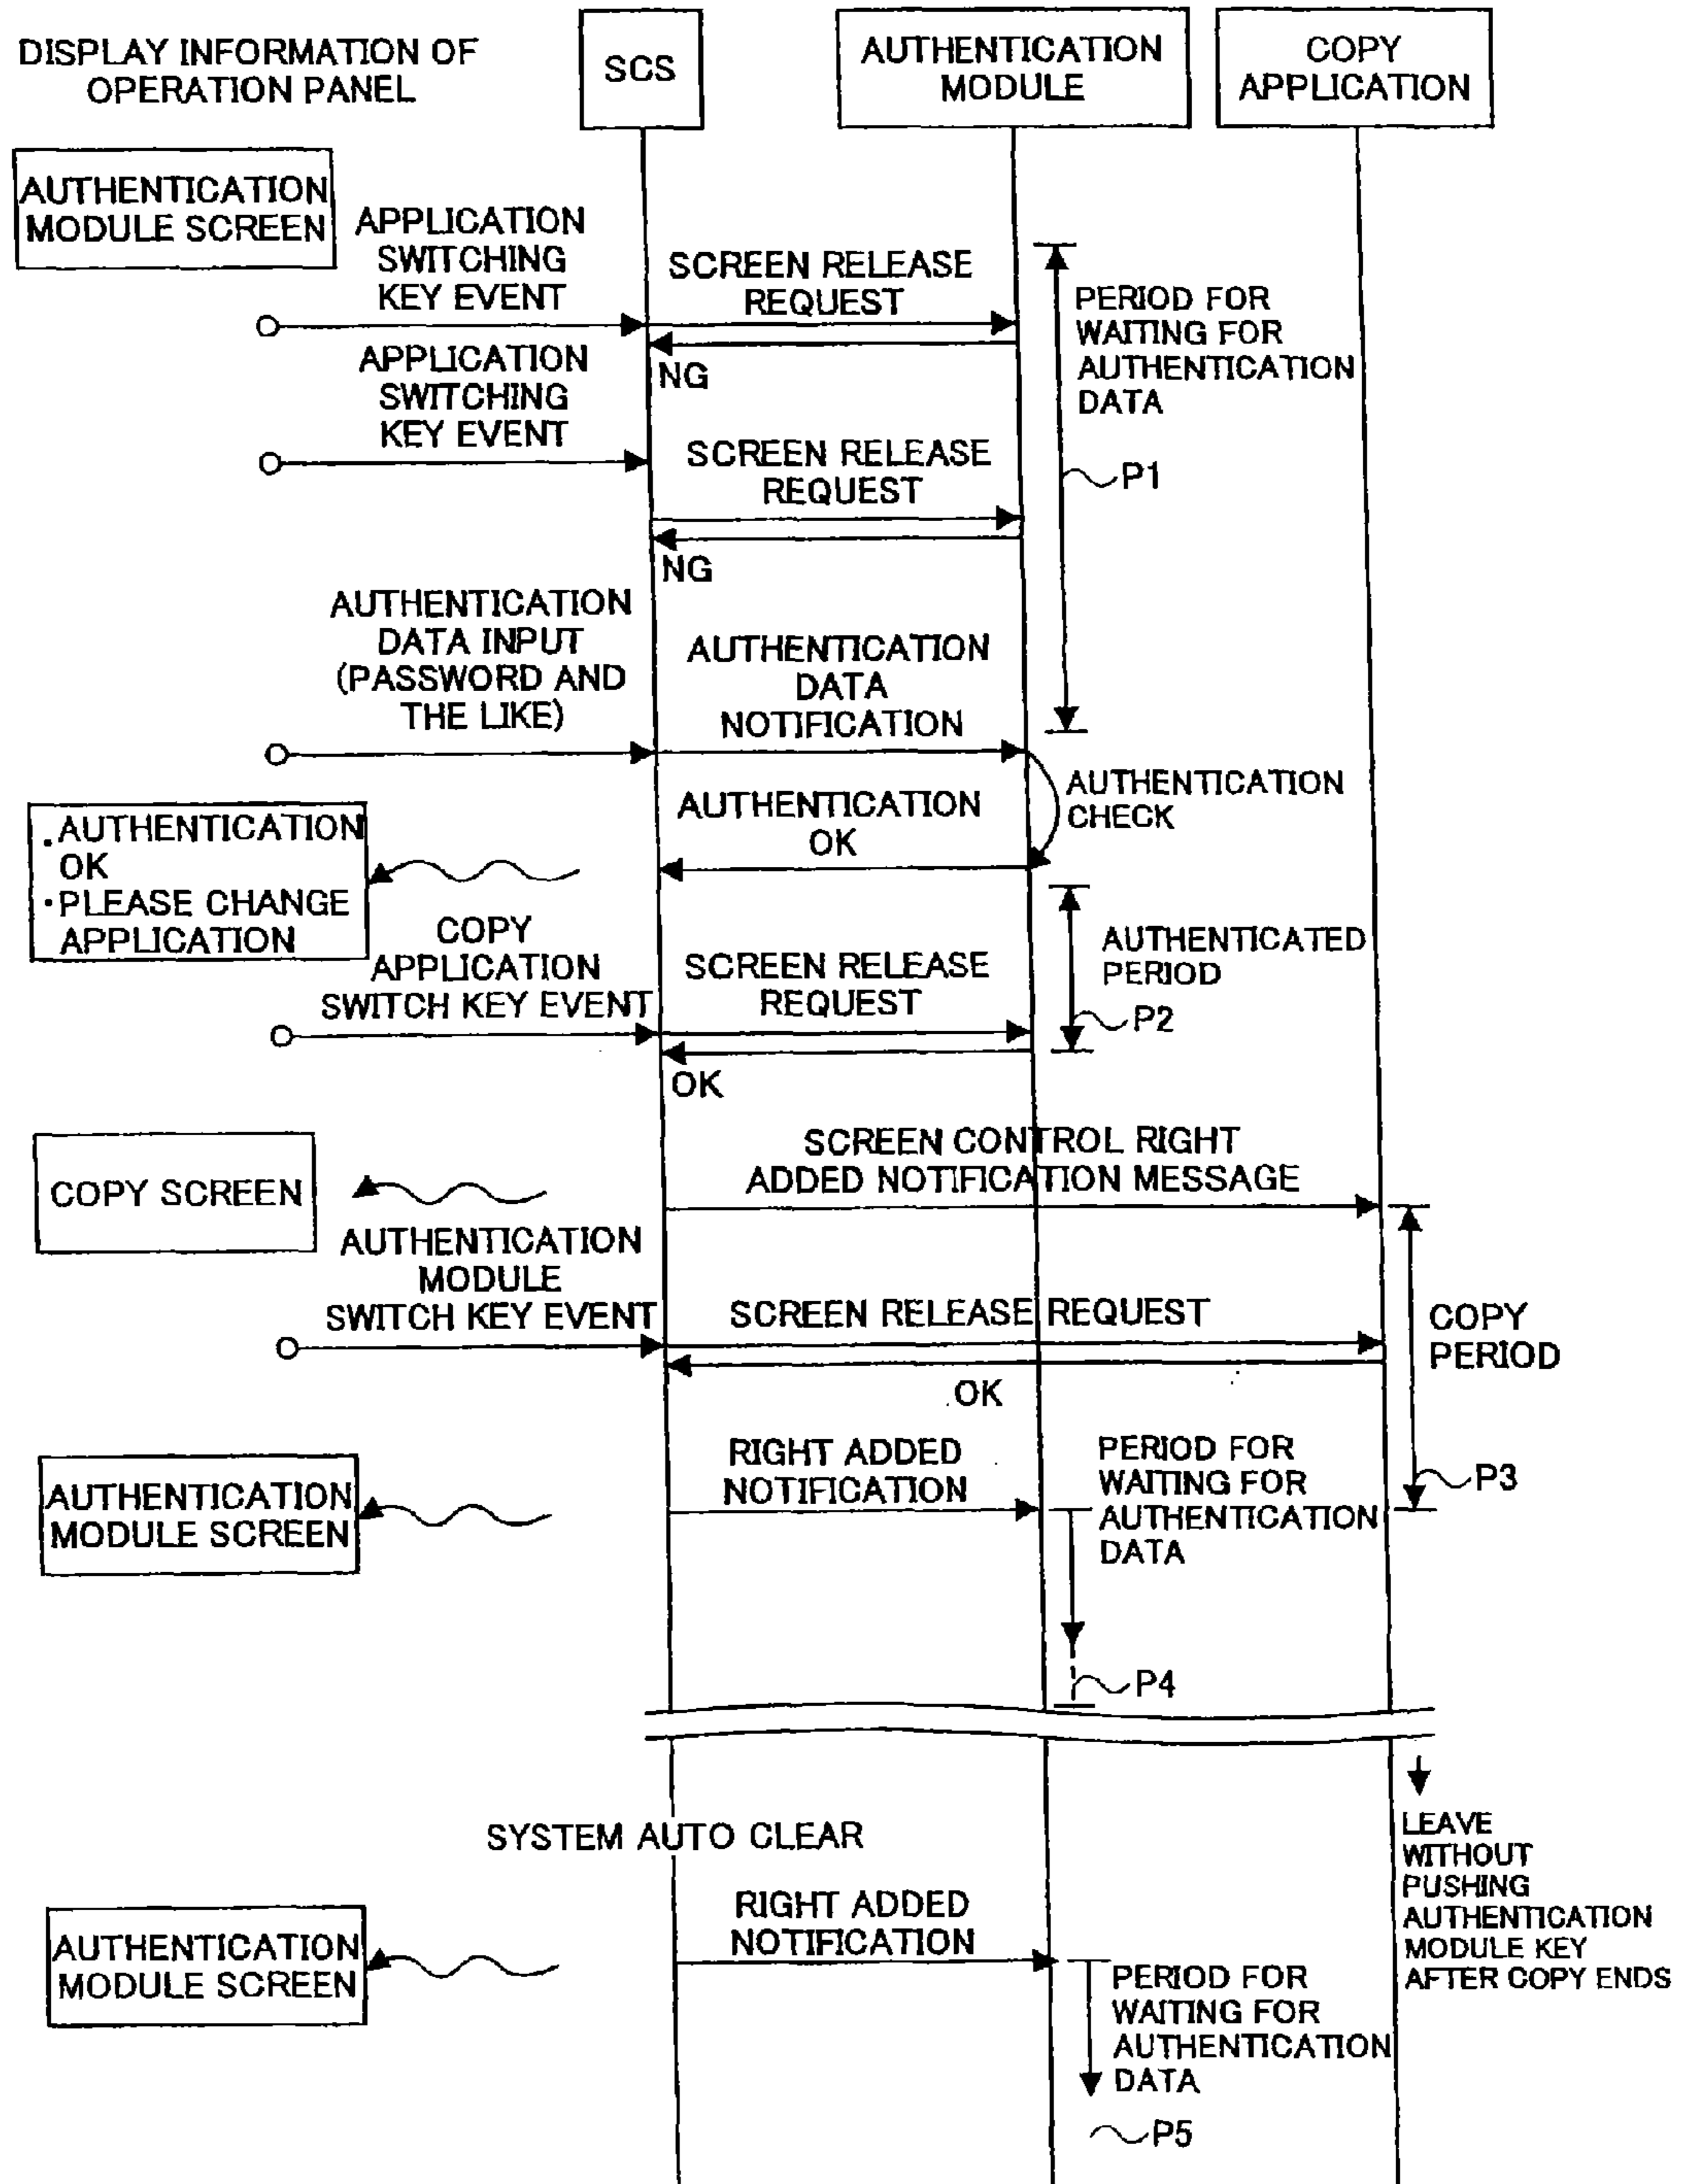 DISPLAY INFORMATION OF
OPERATION PANEL
SCS
AUTHENTICATION
MODULE
COPY
APPLICATION
AUTHENTICATION
MODULE SCREEN
APPLICATION
SWITCHING
KEY EVENT
SCREEN RELEASE
REQUEST
NG
PERIOD FOR
WAITING FOR
AUTHENTICATION
DATA
APPLICATION
SWITCHING
KEY EVENT
SCREEN RELEASE
REQUEST
NG
P1
AUTHENTICATION
DATA INPUT
(PASSWORD AND
THE LIKE)
AUTHENTICATION
DATA
NOTIFICATION
AUTHENTICATION
CHECK
AUTHENTICATION
OK
· AUTHENTICATION
OK
· PLEASE CHANGE
APPLICATION
COPY
APPLICATION
SWITCH KEY EVENT
SCREEN RELEASE
REQUEST
OK
AUTHENTICATED
PERIOD
P2
SCREEN CONTROL RIGHT
ADDED NOTIFICATION MESSAGE
COPY SCREEN
AUTHENTICATION
MODULE
SWITCH KEY EVENT
SCREEN RELEASE REQUEST
OK
COPY
PERIOD
P3
RIGHT ADDED
NOTIFICATION
PERIOD FOR
WAITING FOR
AUTHENTICATION
DATA
AUTHENTICATION
MODULE SCREEN
P4
SYSTEM AUTO CLEAR
LEAVE
WITHOUT
PUSHING
AUTHENTICATION
MODULE KEY
AFTER COPY ENDS
RIGHT ADDED
NOTIFICATION
AUTHENTICATION
MODULE SCREEN
PERIOD FOR
WAITING FOR
AUTHENTICATION
DATA
P5